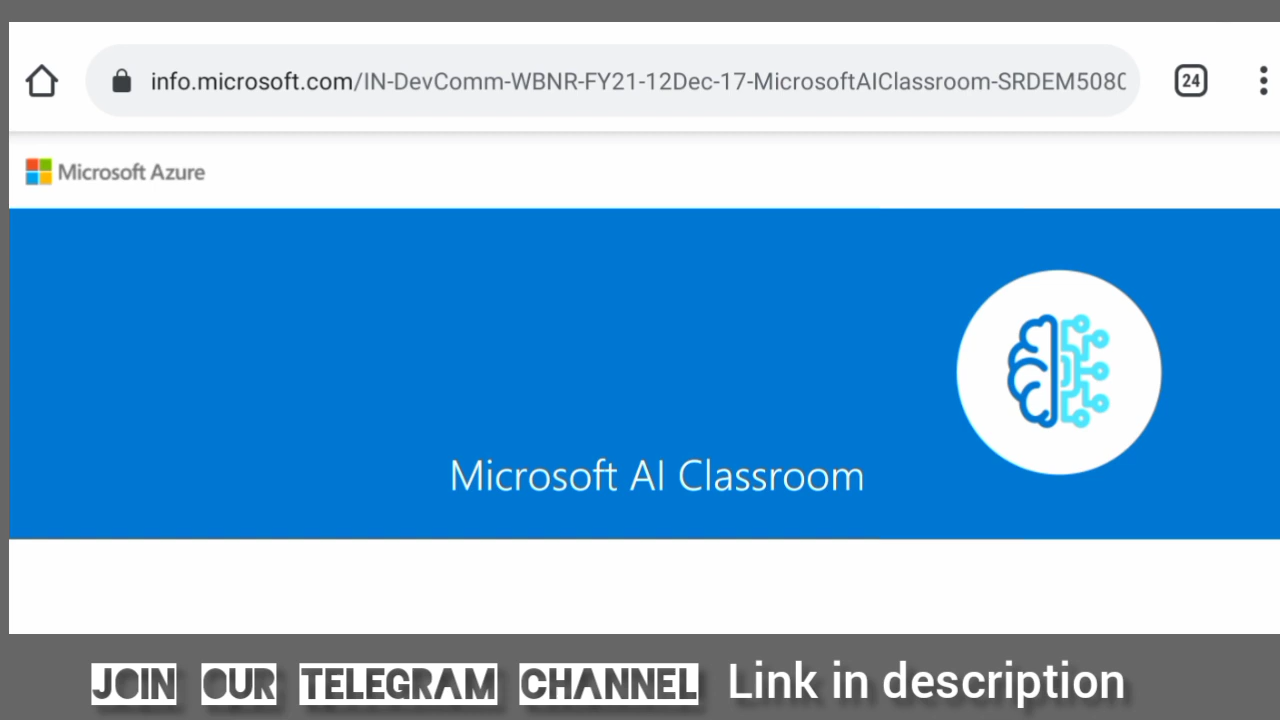 info.microsoft.com/IN-DevComm-WBNR-FY21-12Dec-17-MicrosoftAIClassroom-SRDEM5080
24
Microsoft Azure
Microsoft AI Classroom
JOIN OUR TELEGRAM CHANNEL Link in description